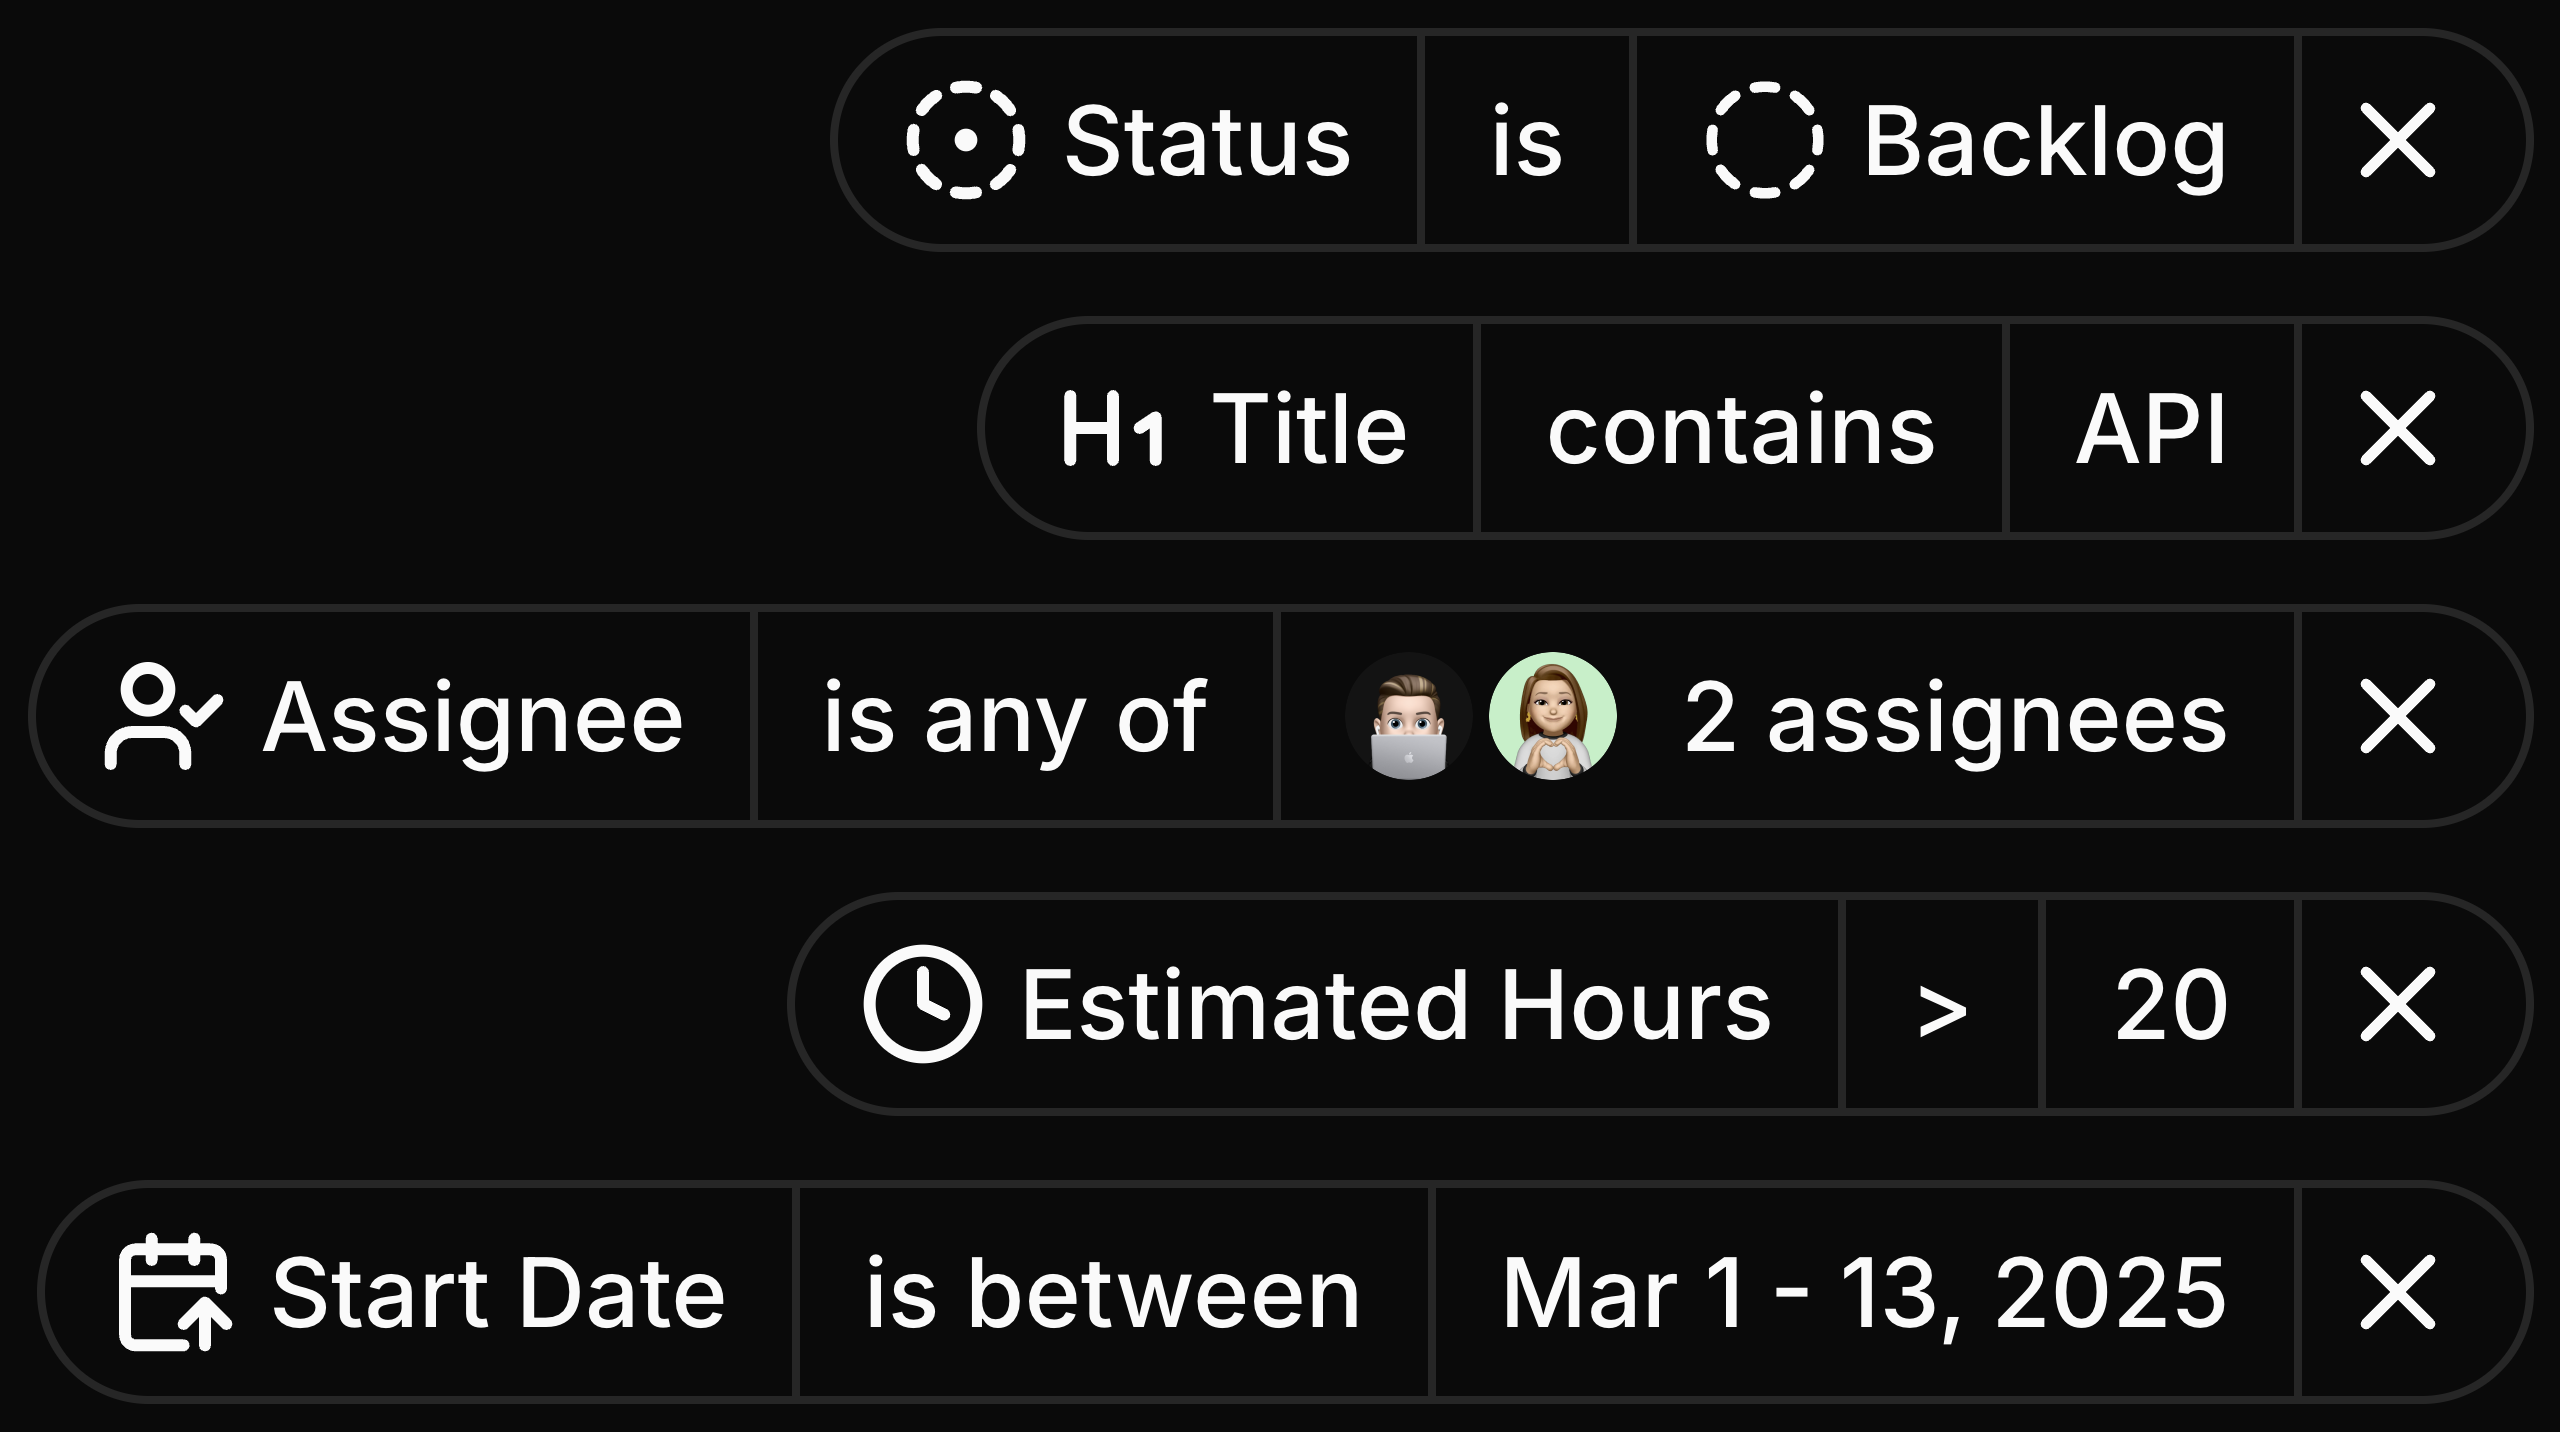 Status is Backlog
H1 Title contains API
Assignee is any of 2 assignees
Estimated Hours > 20
Start Date is between Mar 1 - 13, 2025